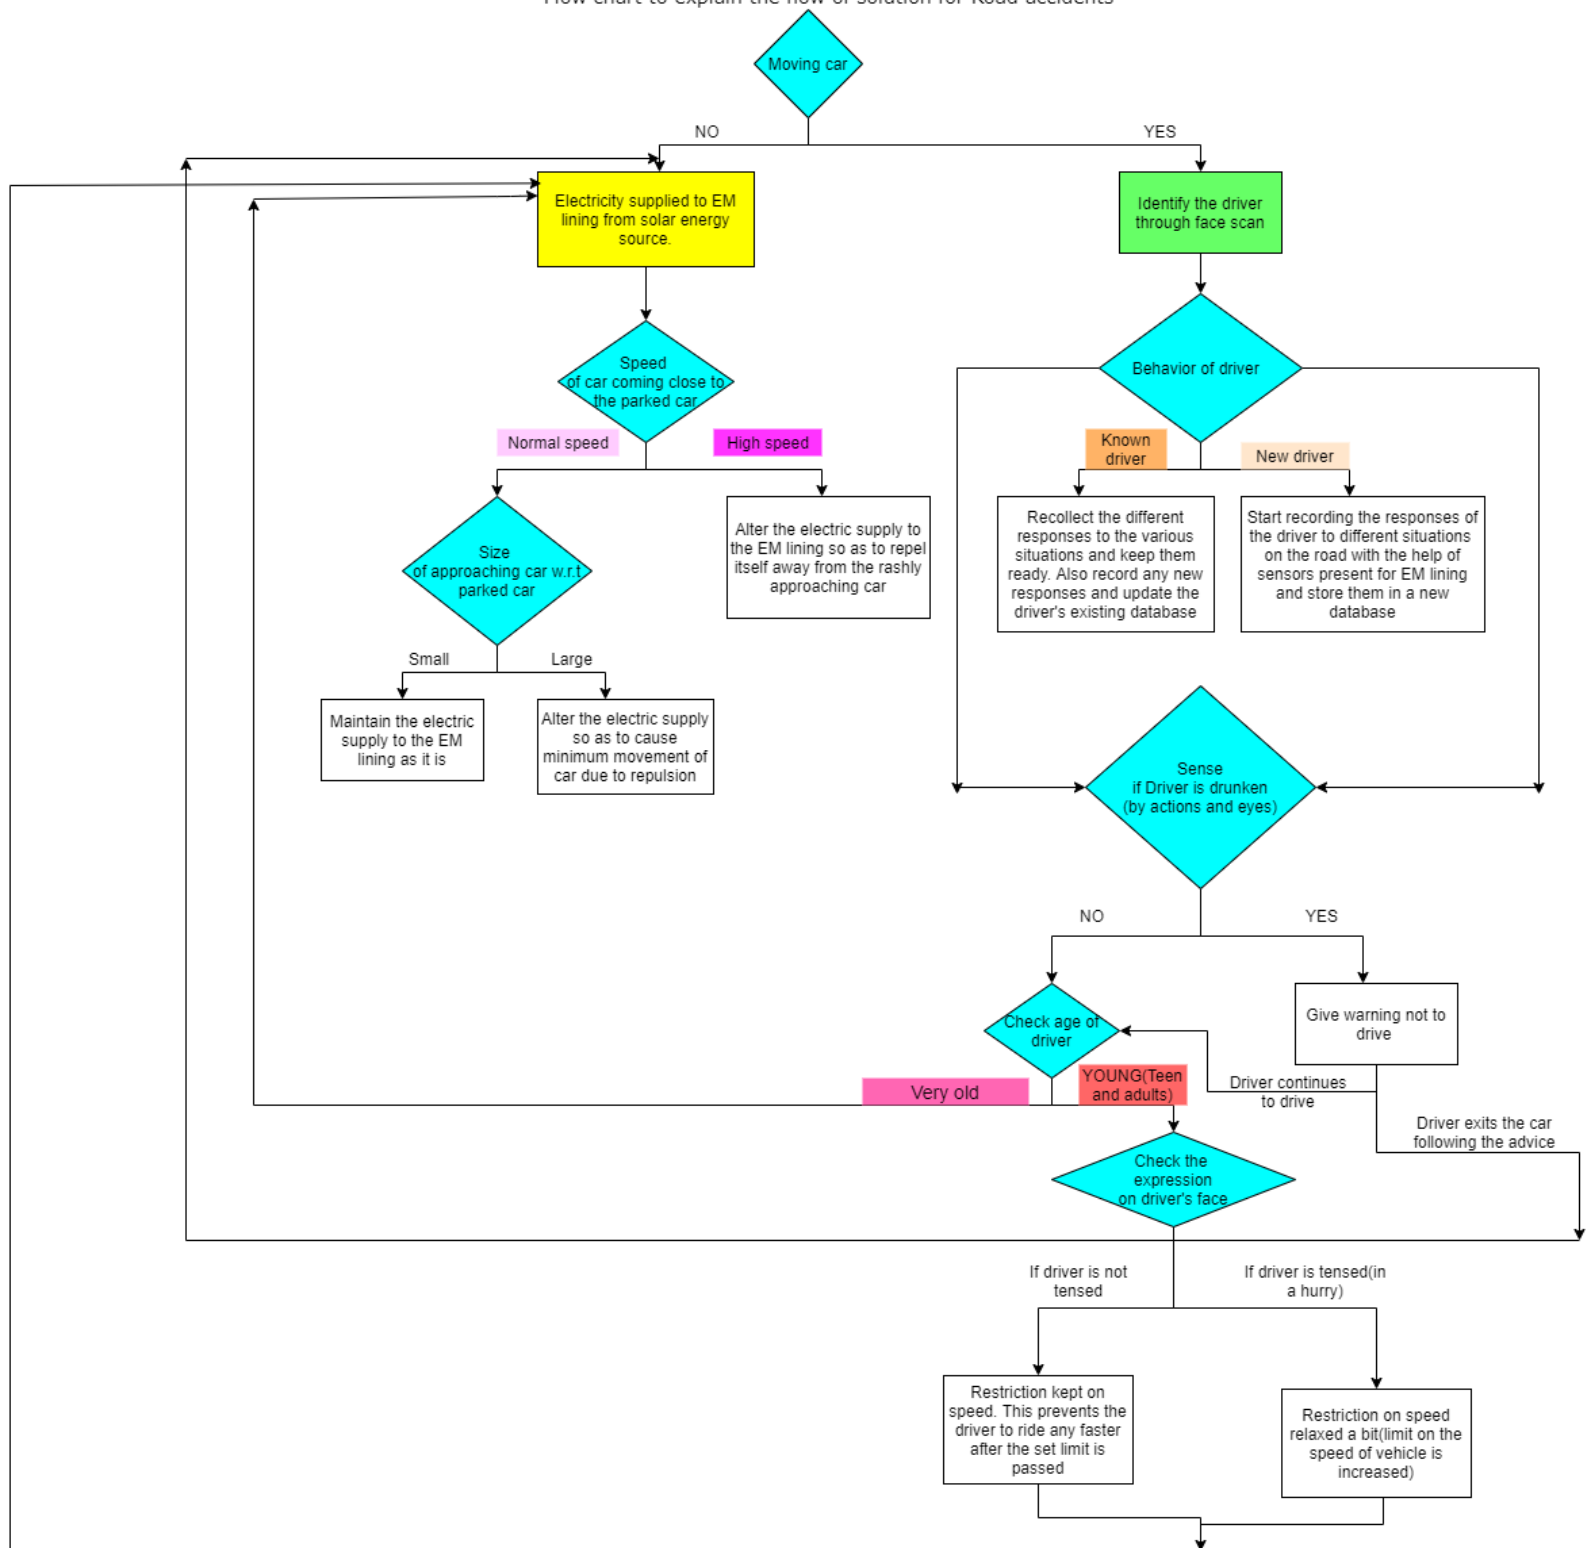 Flow chart to explain the flow of solution for Road accidents
Moving car
NO
YES
Electricity supplied to EM
lining from solar energy
source.
Identify the driver
through face scan
Speed
of car coming close to
the parked car
Behavior of driver
Normal speed
High speed
Known
driver
New driver
Size
of approaching car w.r.t
parked car
Alter the electric supply to
the EM lining so as to repel
itself away from the rashly
approaching car
Recollect the different
responses to the various
situations and keep them
ready. Also record any new
responses and update the
driver's existing database
Start recording the responses of
the driver to different situations
on the road with the help of
sensors present for EM lining
and store them in a new
database
Small
Large
Maintain the electric
supply to the EM
lining as it is
Alter the electric supply
so as to cause
minimum movement of
car due to repulsion
Sense
if Driver is drunken
(by actions and eyes)
NO
YES
Check age of
driver
Give warning not to
drive
Very old
YOUNG(Teen
and adults)
Driver continues
to drive
Driver exits the car
following the advice
Check the
expression
on driver's face
If driver is not
tensed
If driver is tensed(in
a hurry)
Restriction kept on
speed. This prevents the
driver to ride any faster
after the set limit is
passed
Restriction on speed
relaxed a bit(limit on the
speed of vehicle is
increased)